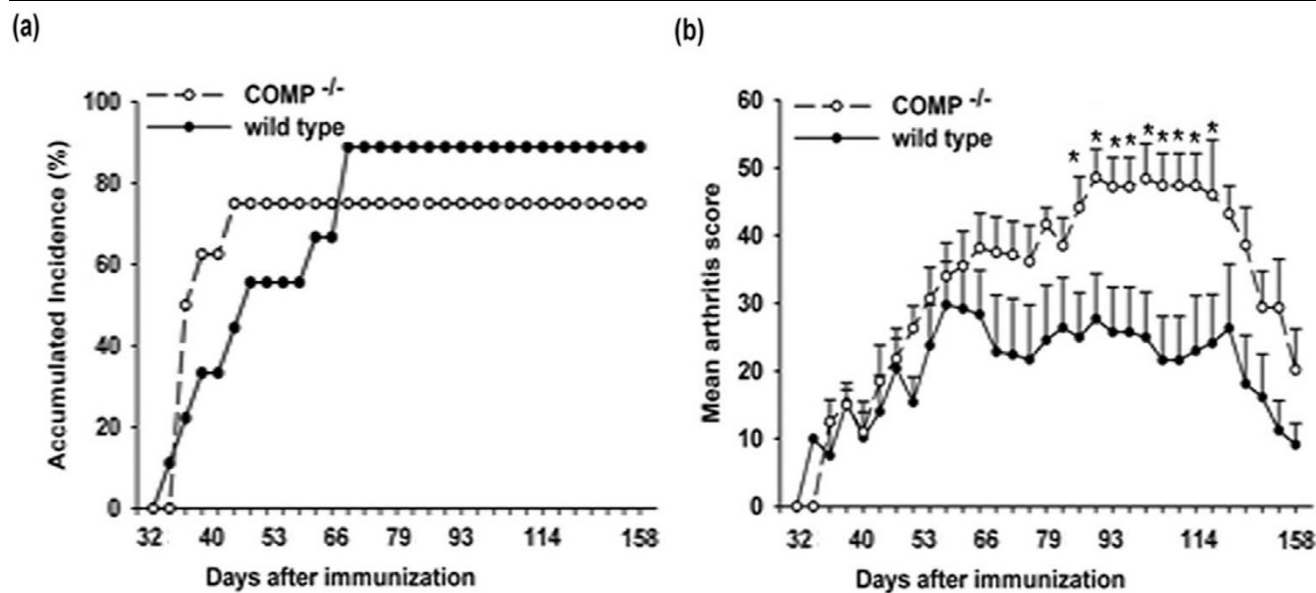 (a)
COMP -/-
wild type
Accumulated Incidence (%)
100
80
60
40
20
0
32 40 53 66 79 93 114 158
Days after immunization
(b)
COMP -/-
wild type
Mean arthritis score
60
50
40
30
20
10
0
* * * * * * * * *
32 40 53 66 79 93 114 158
Days after immunization